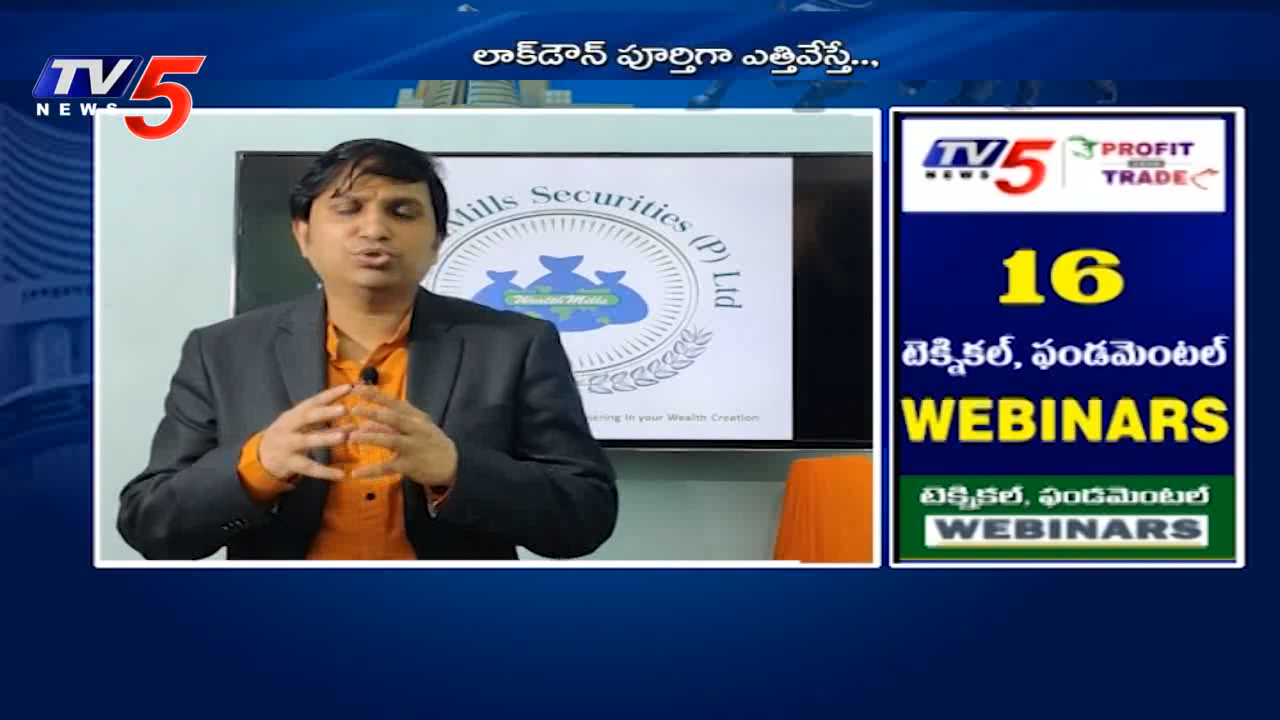 లాక్‌డౌన్ పూర్తిగా ఎత్తివేస్తే..,
TV5
NEWS
Mills Securities (P) Ltd
Wealth Mills
ering in your Wealth Creation
TV5
NEWS
PROFIT
TRADE
16
టెక్నికల్, ఫండమెంటల్
WEBINARS
టెక్నికల్, ఫండమెంటల్
WEBINARS